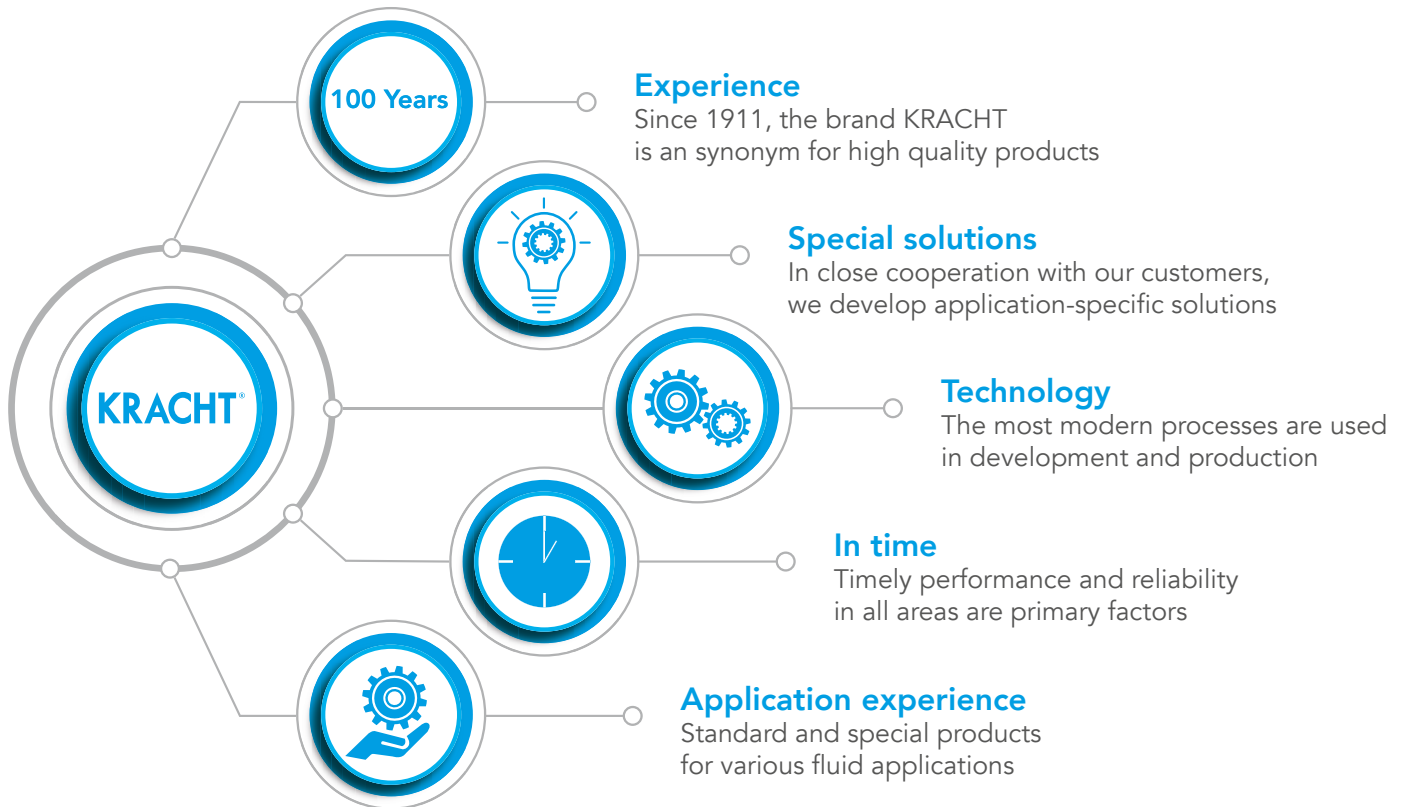 100 Years
Experience
Since 1911, the brand KRACHT
is an synonym for high quality products
Special solutions
In close cooperation with our customers,
we develop application-specific solutions
KRACHT®
Technology
The most modern processes are used
in development and production
In time
Timely performance and reliability
in all areas are primary factors
Application experience
Standard and special products
for various fluid applications